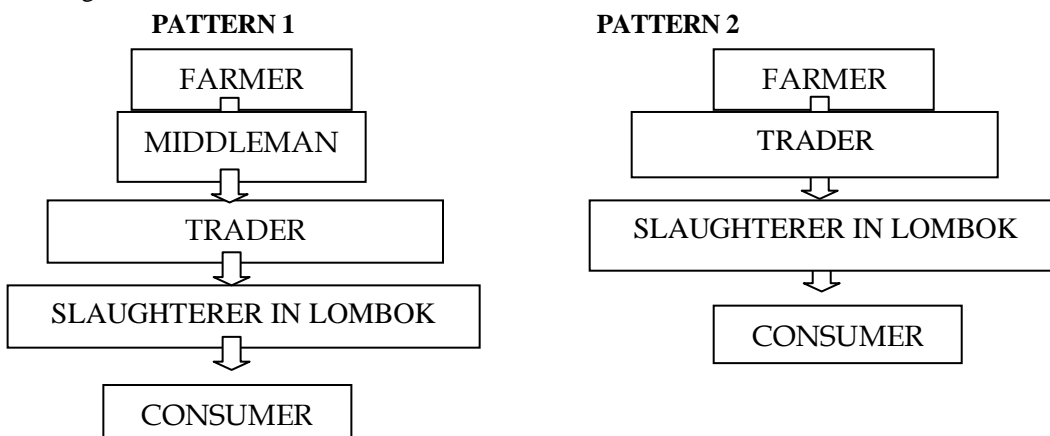 PATTERN 1
FARMER
MIDDLEMAN
TRADER
SLAUGHTERER IN LOMBOK
CONSUMER
PATTERN 2
FARMER
TRADER
SLAUGHTERER IN LOMBOK
CONSUMER